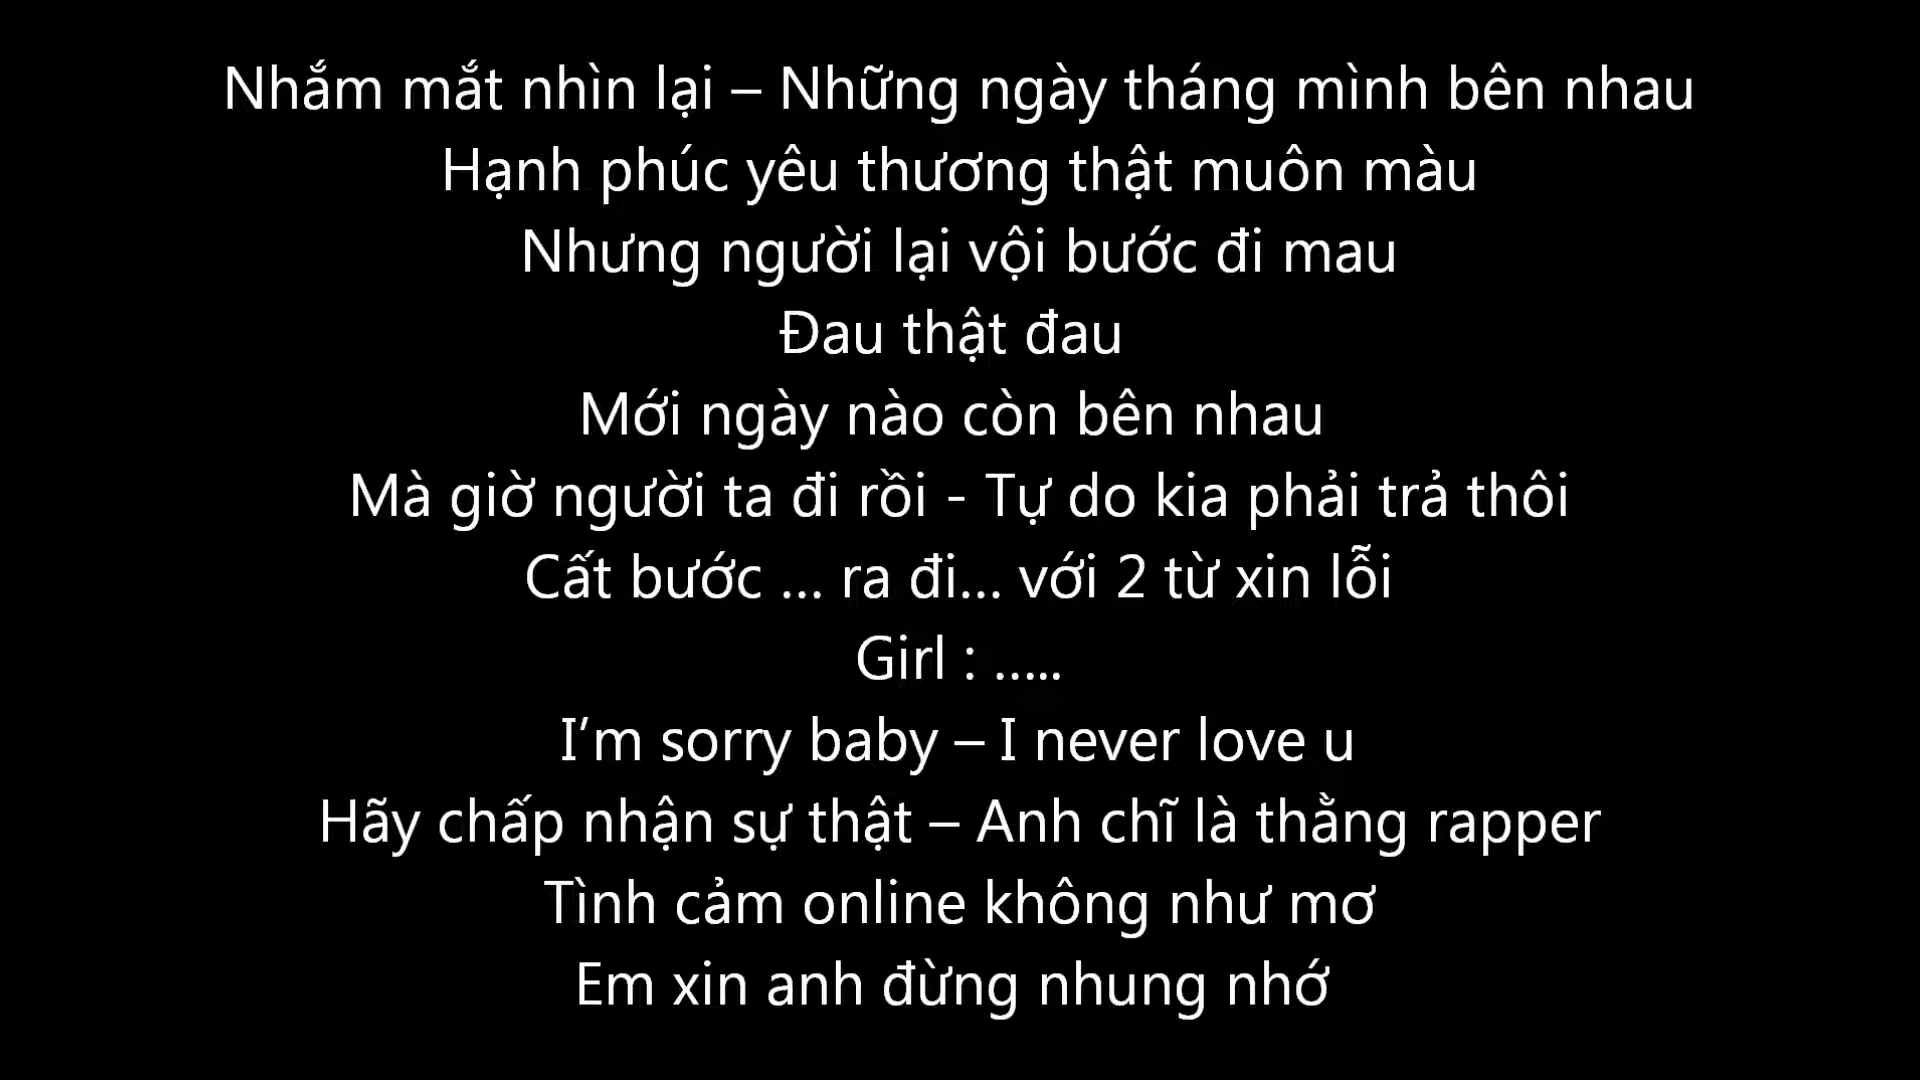 Nhắm mắt nhìn lại – Những ngày tháng mình bên nhau
Hạnh phúc yêu thương thật muôn màu
Nhưng người lại vội bước đi mau
Đau thật đau
Mới ngày nào còn bên nhau
Mà giờ người ta đi rồi - Tự do kia phải trả thôi
Cất bước ... ra đi... với 2 từ xin lỗi
Girl : .....
I’m sorry baby – I never love u
Hãy chấp nhận sự thật – Anh chĩ là thằng rapper
Tình cảm online không như mơ
Em xin anh đừng nhung nhớ